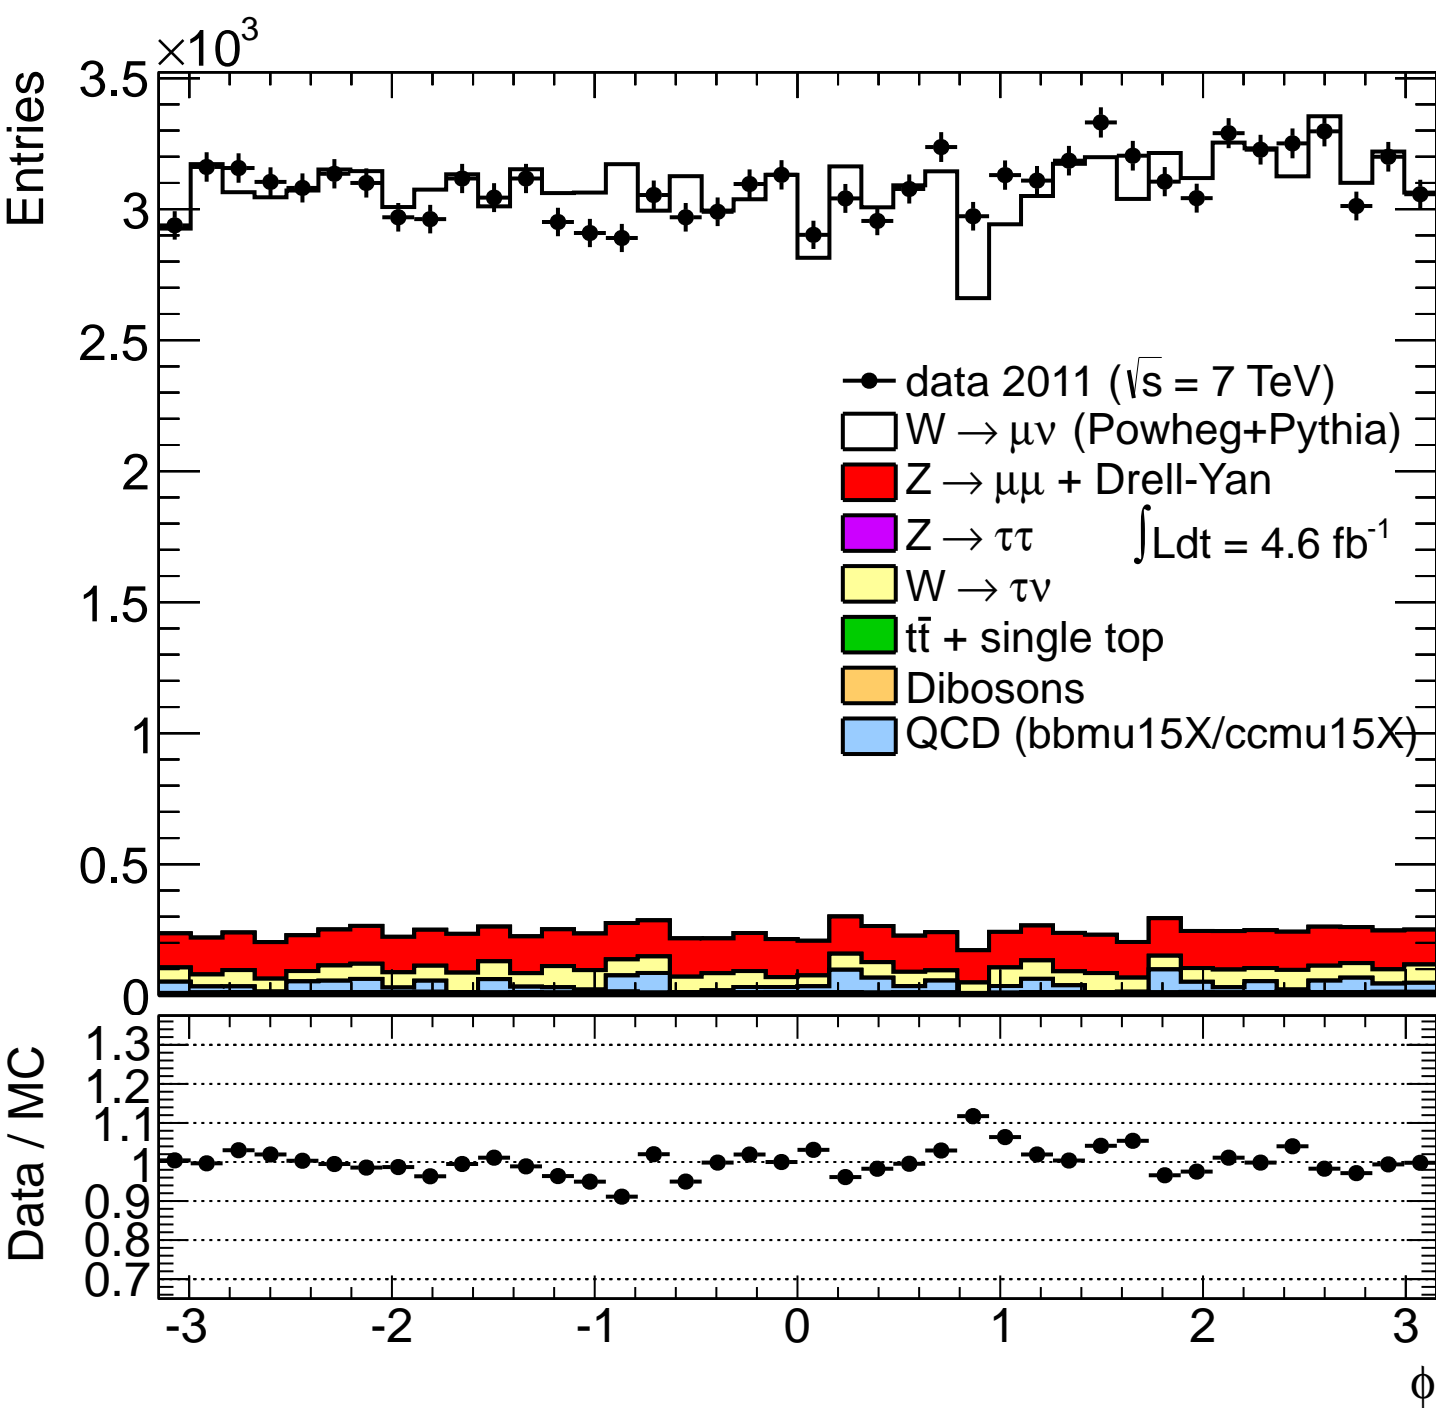 ×10³
Entries
3.5
3
2.5
2
1.5
1
0.5
0
data 2011 (√s = 7 TeV)
W → μν (Powheg+Pythia)
Z → μμ + Drell-Yan
Z → ττ
∫Ldt = 4.6 fb⁻¹
W → τν
tt̄ + single top
Dibosons
QCD (bbmu15X/ccmu15X)
Data / MC
1.3
1.2
1.1
1
0.9
0.8
0.7
-3 -2 -1 0 1 2 3
ϕ